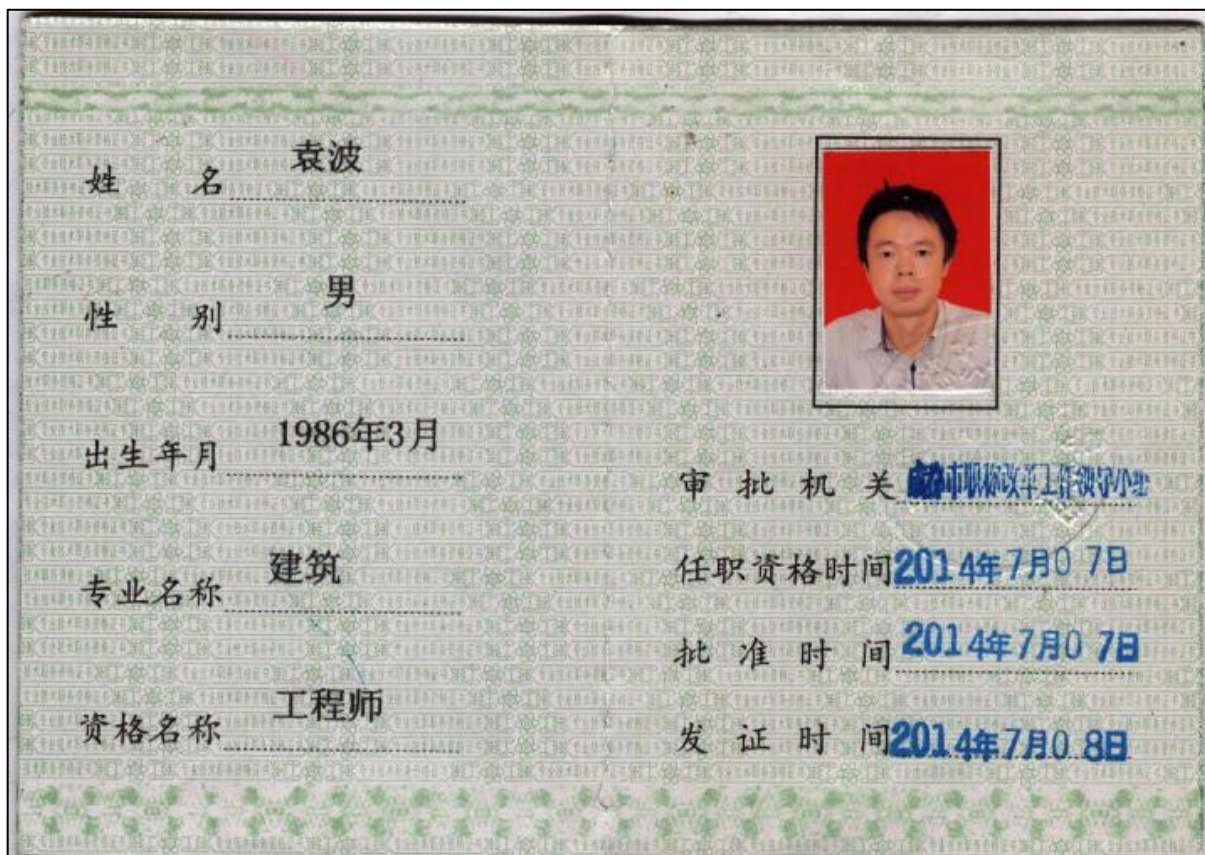 姓名 袁波
性别 男
出生年月 1986年3月
专业名称 建筑
资格名称 工程师
审批机关 成都市职称改革工作领导小组
任职资格时间 2014年7月07日
批准时间 2014年7月07日
发证时间 2014年7月08日